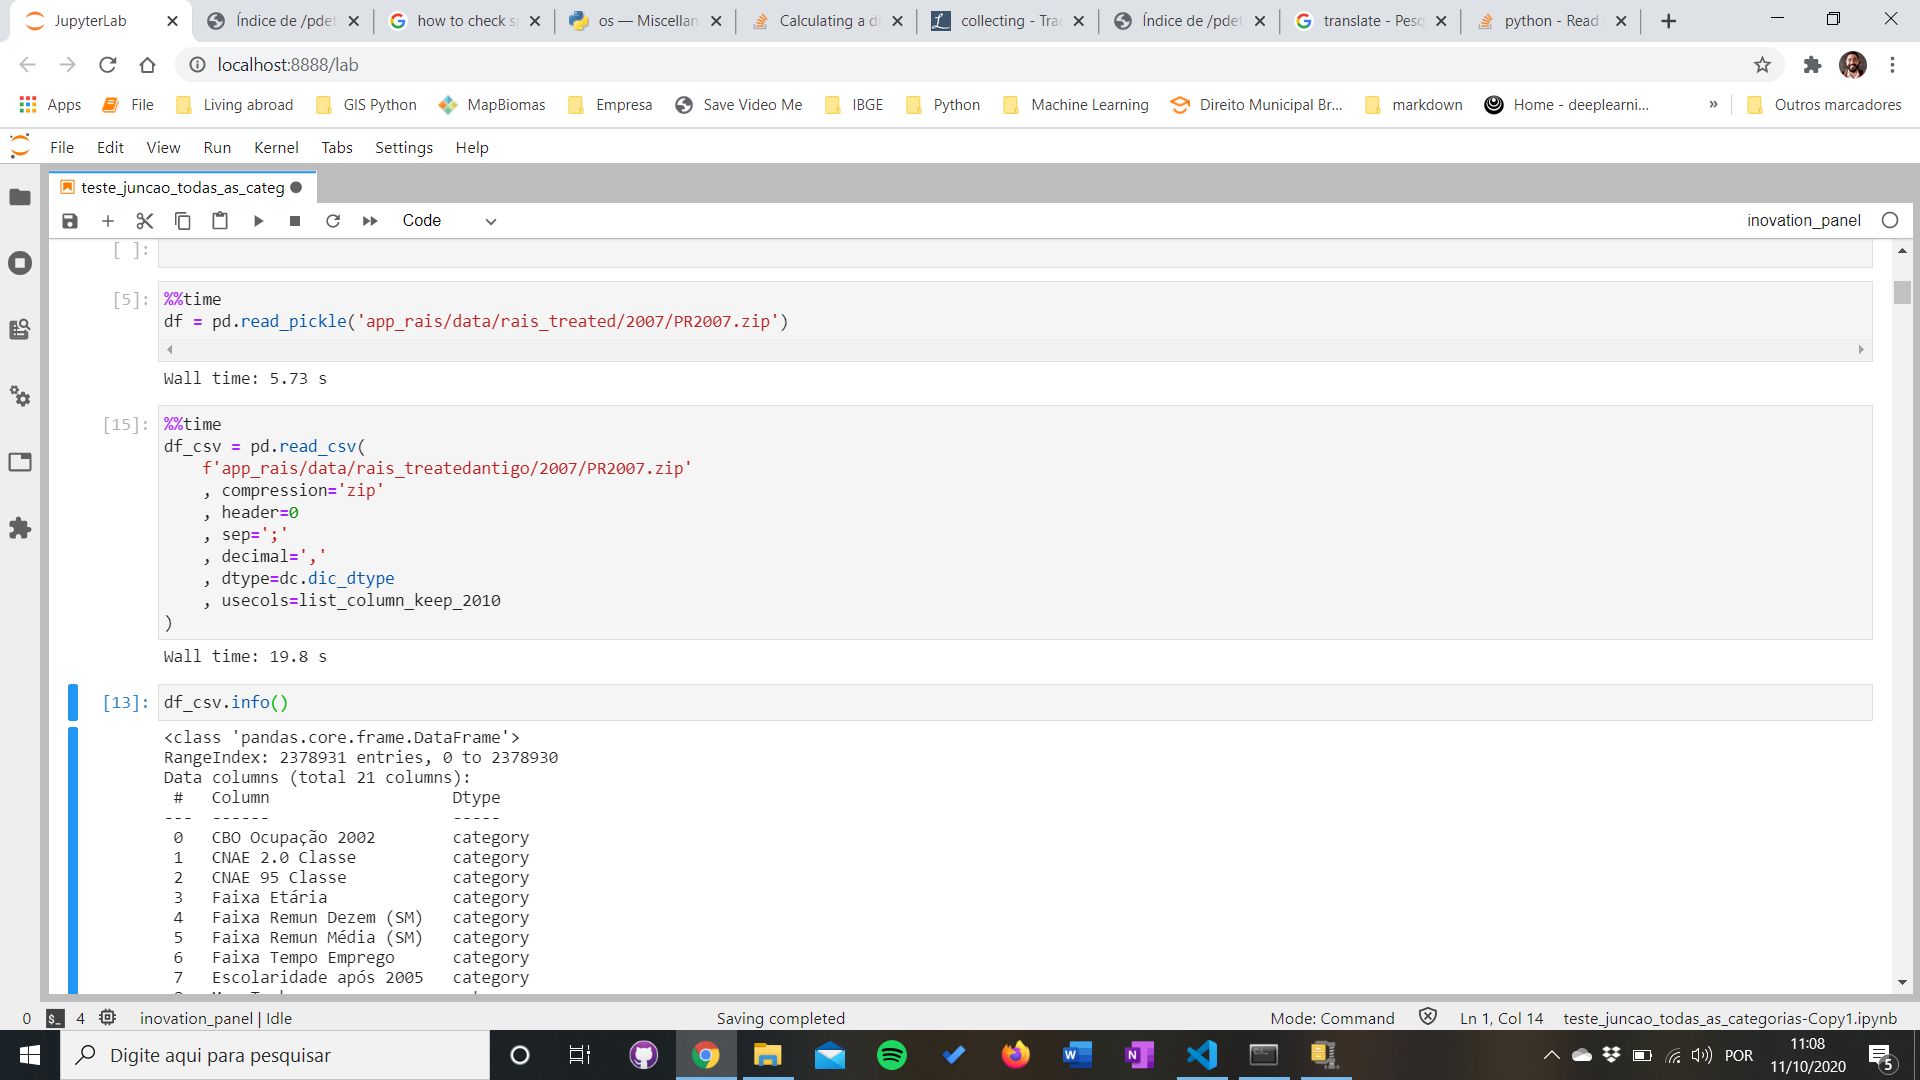 JupyterLab
Índice de /pdet
how to check sp
os — Miscellan
Calculating a di
collecting - Tra
Índice de /pdet
translate - Pesq
python - Read
localhost:8888/lab
Apps
File
Living abroad
GIS Python
MapBiomas
Empresa
Save Video Me
IBGE
Python
Machine Learning
Direito Municipal Br...
markdown
Home - deeplearni...
»
Outros marcadores
File Edit View Run Kernel Tabs Settings Help
teste_juncao_todas_as_categ
Code
inovation_panel
[ ]:
[5]:
%%time
df = pd.read_pickle('app_rais/data/rais_treated/2007/PR2007.zip')
Wall time: 5.73 s
[15]:
%%time
df_csv = pd.read_csv(
f'app_rais/data/rais_treatedantigo/2007/PR2007.zip'
, compression='zip'
, header=0
, sep=';'
, decimal=','
, dtype=dc.dic_dtype
, usecols=list_column_keep_2010
)
Wall time: 19.8 s
[13]:
df_csv.info()
<class 'pandas.core.frame.DataFrame'>
RangeIndex: 2378931 entries, 0 to 2378930
Data columns (total 21 columns):
# Column Dtype
--- ------ -----
0 CBO Ocupação 2002 category
1 CNAE 2.0 Classe category
2 CNAE 95 Classe category
3 Faixa Etária category
4 Faixa Remun Dezem (SM) category
5 Faixa Remun Média (SM) category
6 Faixa Tempo Emprego category
7 Escolaridade após 2005 category
0
$_
4
inovation_panel | Idle
Saving completed
Mode: Command
Ln 1, Col 14
teste_juncao_todas_as_categorias-Copy1.ipynb
Digite aqui para pesquisar
POR
11:08
11/10/2020
5